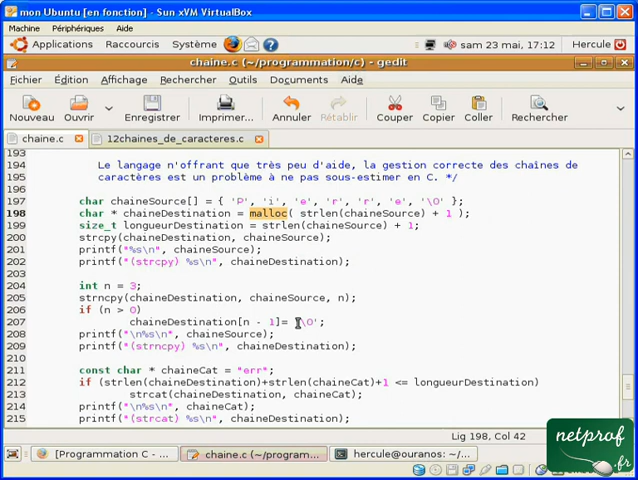 mon Ubuntu [en fonction] - Sun xVM VirtualBox
Machine Périphériques Aide
Applications Raccourcis Système sam 23 mai, 17:12 Hercule
chaine.c (~/programmation/c) - gedit
Fichier Édition Affichage Rechercher Outils Documents Aide
Nouveau Ouvrir Enregistrer Imprimer... Annuler Rétablir Couper Copier Coller Rechercher
chaine.c 12chaines_de_caracteres.c
193
194 Le langage n'offrant que très peu d'aide, la gestion correcte des chaînes de
195 caractères est un problème à ne pas sous-estimer en C. */
196
197 char chaineSource[] = { 'P', 'i', 'e', 'r', 'r', 'e', '\0' };
198 char * chaineDestination = malloc( strlen(chaineSource) + 1 );
199 size_t longueurDestination = strlen(chaineSource) + 1;
200 strcpy(chaineDestination, chaineSource);
201 printf("%s\n", chaineSource);
202 printf("(strcpy) %s\n", chaineDestination);
203
204 int n = 3;
205 strncpy(chaineDestination, chaineSource, n);
206 if (n > 0)
207 chaineDestination[n - 1]= '\0';
208 printf("\n%s\n", chaineSource);
209 printf("(strncpy) %s\n", chaineDestination);
210
211 const char * chaineCat = "err";
212 if (strlen(chaineDestination)+strlen(chaineCat)+1 <= longueurDestination)
213 strcat(chaineDestination, chaineCat);
214 printf("\n%s\n", chaineCat);
215 printf("(strcat) %s\n", chaineDestination);
Lig 198, Col 42
[Programmation C - ... chaine.c (~/program... hercule@ouranos: ~/...
netprof
.fr